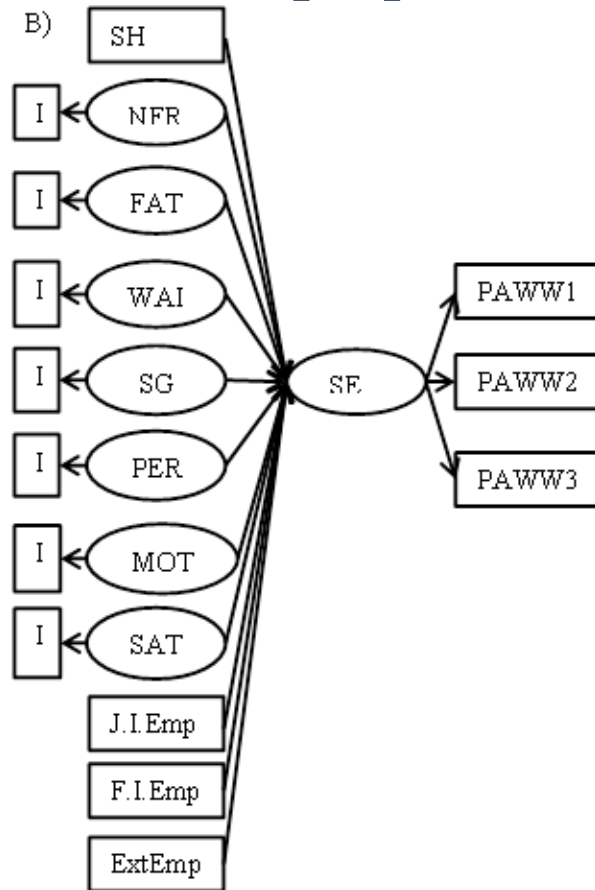 B)
SH
I NFR
I FAT
I WAI
I SG
I PER
I MOT
I SAT
J.I.Emp
F.I.Emp
ExtEmp
SE
PAWW1
PAWW2
PAWW3